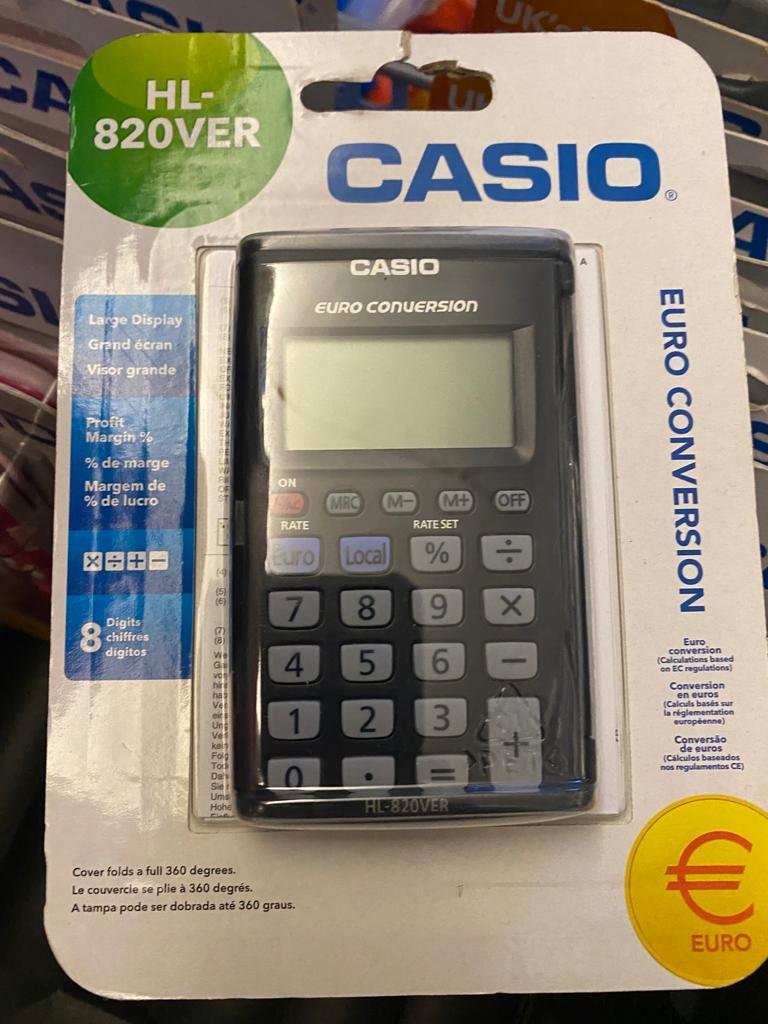 UK's
HL-
820VER
CASIO
®
CASIO
EURO CONVERSION
Large Display
Grand écran
Visor grande
Profit
Margin %
% de marge
Margem de
% de lucro
× ÷ + −
8 Digits
chiffres
dígitos
ON
AC
MRC M− M+ OFF
RATE RATE SET
Euro Local % ÷
7 8 9 ×
4 5 6 −
1 2 3 +
0 . =
HL-820VER
A
EURO CONVERSION
Euro
conversion
(Calculations based
on EC regulations)
Conversion
en euros
(Calculs basés sur
la réglementation
européenne)
Conversão
de euros
(Cálculos baseados
nos regulamentos CE)
Cover folds a full 360 degrees.
Le couvercle se plie à 360 degrés.
A tampa pode ser dobrada até 360 graus.
€
EURO